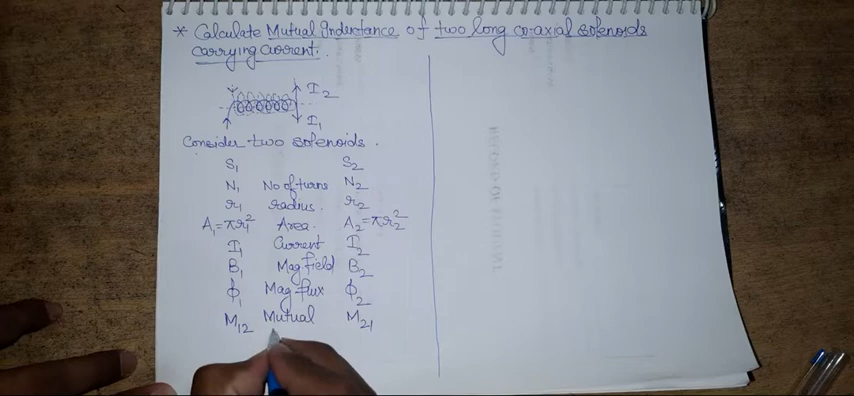 * Calculate Mutual Inductance of two long co-axial solenoids
carrying current.
I₂
I₁
Consider two solenoids.
S₁ S₂
N₁ No of turns N₂
r₁ radius. r₂
A₁=πr₁² Area. A₂=πr₂²
I₁ Current I₂
B₁ Mag field B₂
ϕ₁ Mag flux ϕ₂
M₁₂ Mutual M₂₁